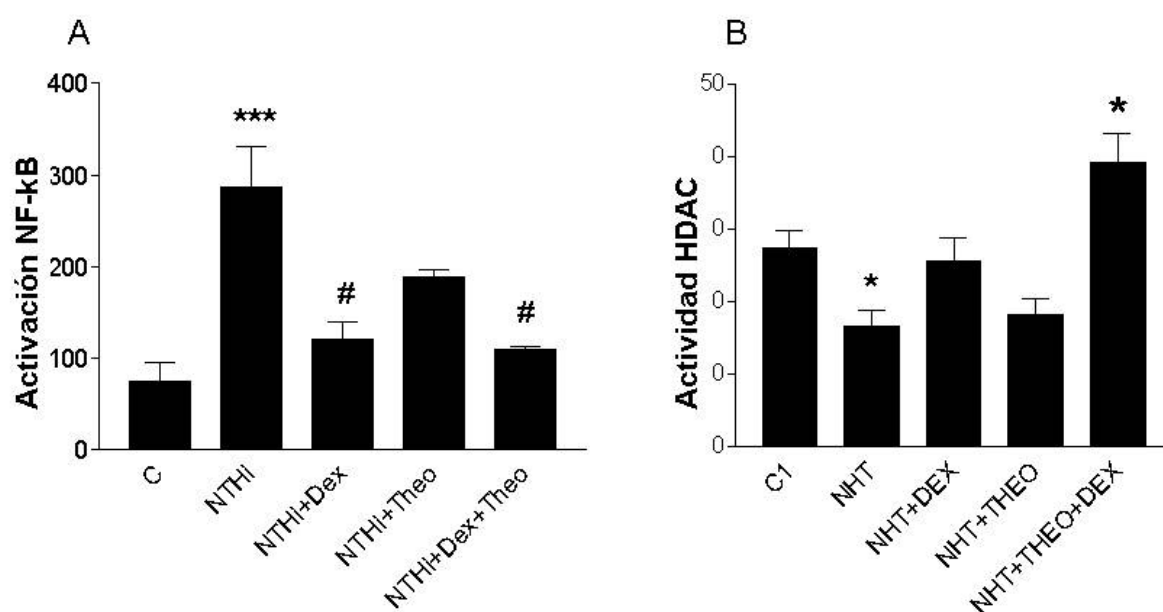 A
Activación NF-kB
400
300
200
100
0
***
#
#
C
NTHi
NTHi+Dex
NTHi+Theo
NTHi+Dex+Theo
B
Actividad HDAC
50
0
0
0
0
0
*
*
C1
NHT
NHT+DEX
NHT+THEO
NHT+THEO+DEX